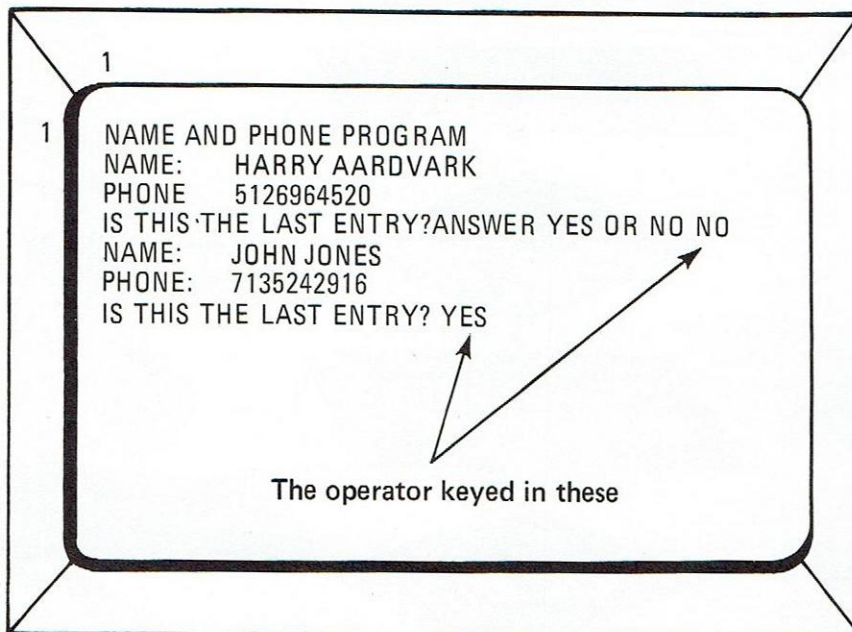 1
1
NAME AND PHONE PROGRAM
NAME: HARRY AARDVARK
PHONE 5126964520
IS THIS THE LAST ENTRY?ANSWER YES OR NO NO
NAME: JOHN JONES
PHONE: 7135242916
IS THIS THE LAST ENTRY? YES
The operator keyed in these